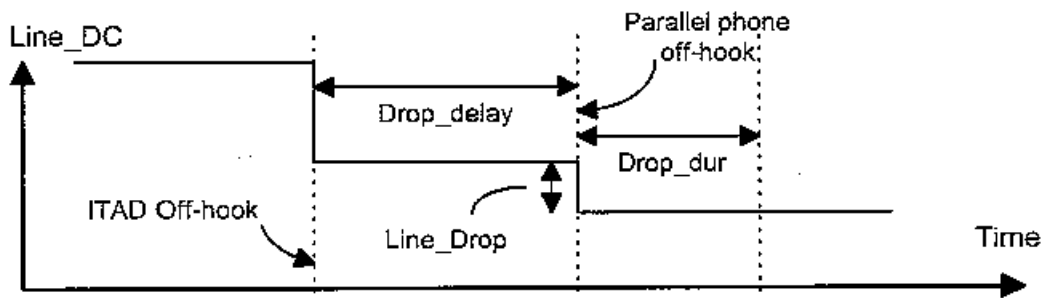 Line_DC
Parallel phone
off-hook
Drop_delay
Drop_dur
ITAD Off-hook
Line_Drop
Time